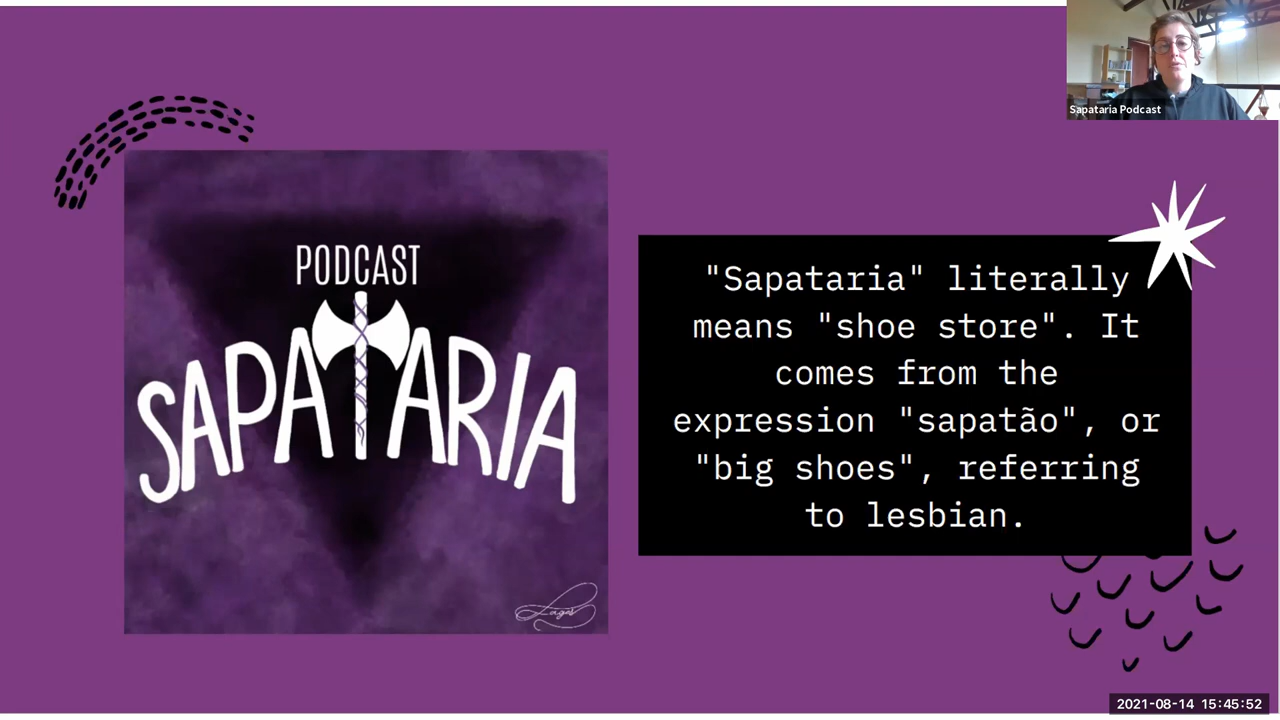 Sapataria Podcast
PODCAST
SAPATARIA
"Sapataria" literally
means "shoe store". It
comes from the
expression "sapatão", or
"big shoes", referring
to lesbian.
2021-08-14 15:45:52